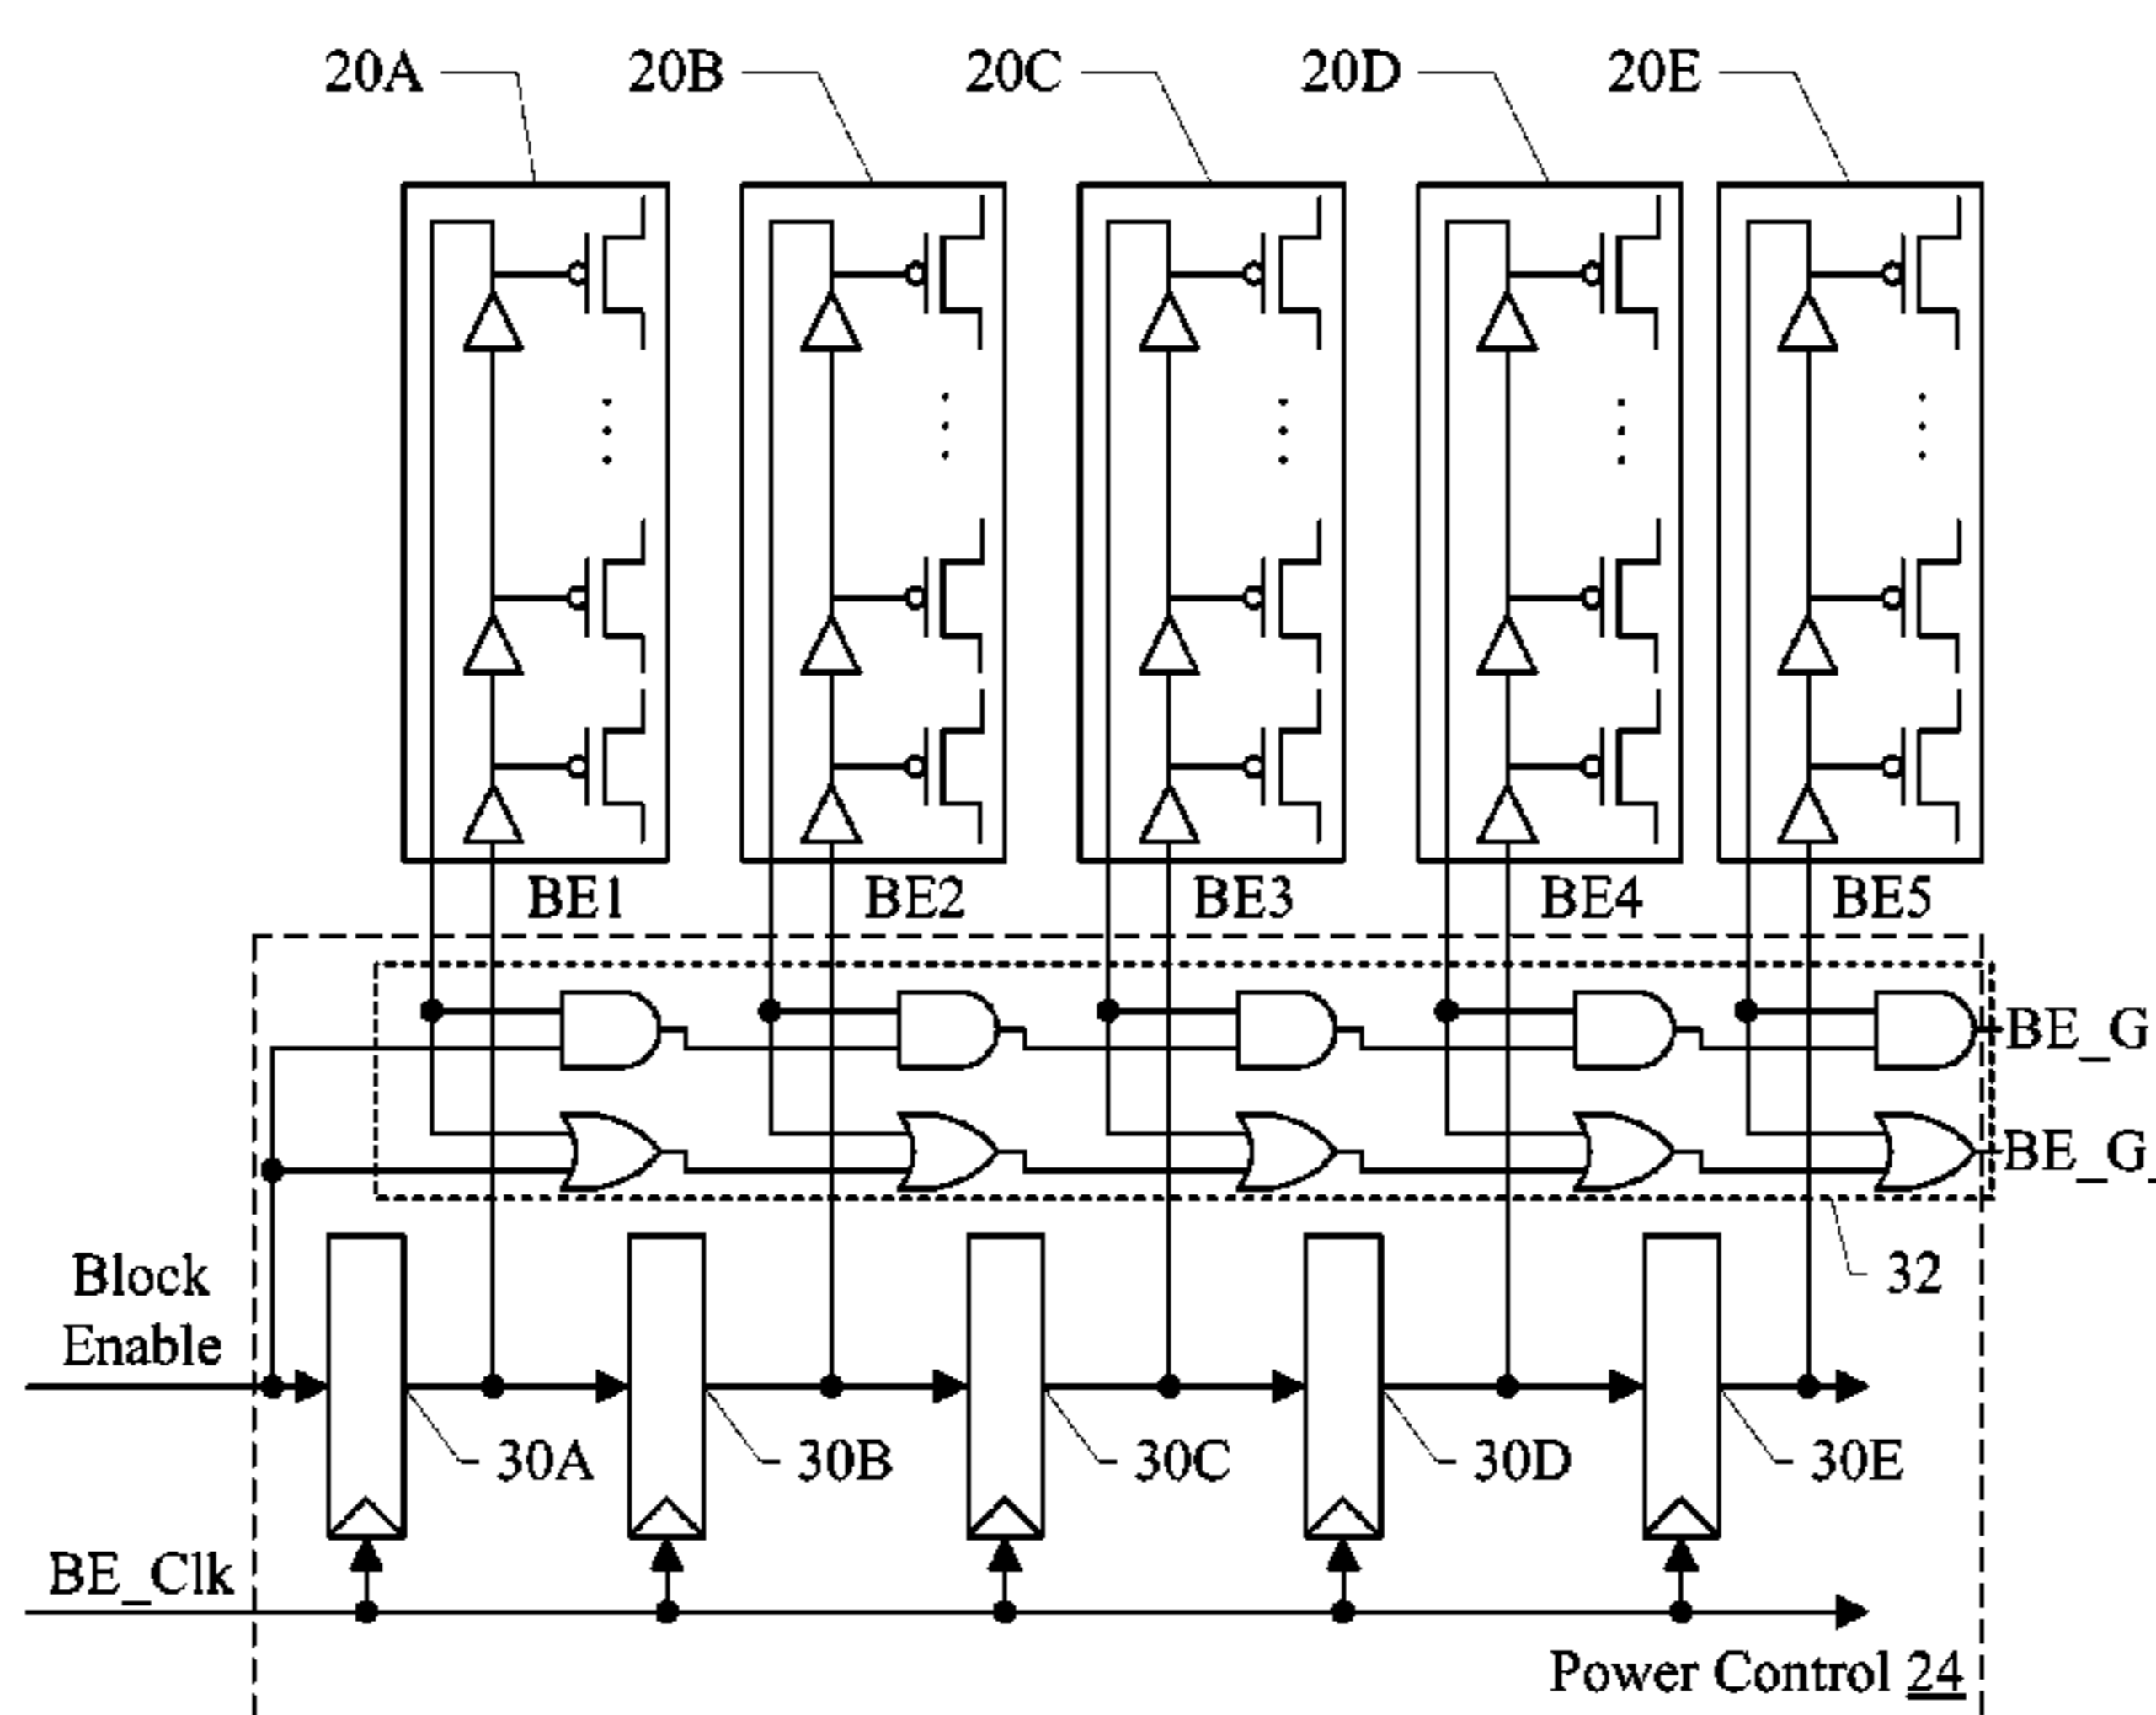 20A 20B 20C 20D 20E
BE1 BE2 BE3 BE4 BE5
BE_G
BE_G_
32
Block
Enable
30A 30B 30C 30D 30E
BE_Clk
Power Control 24